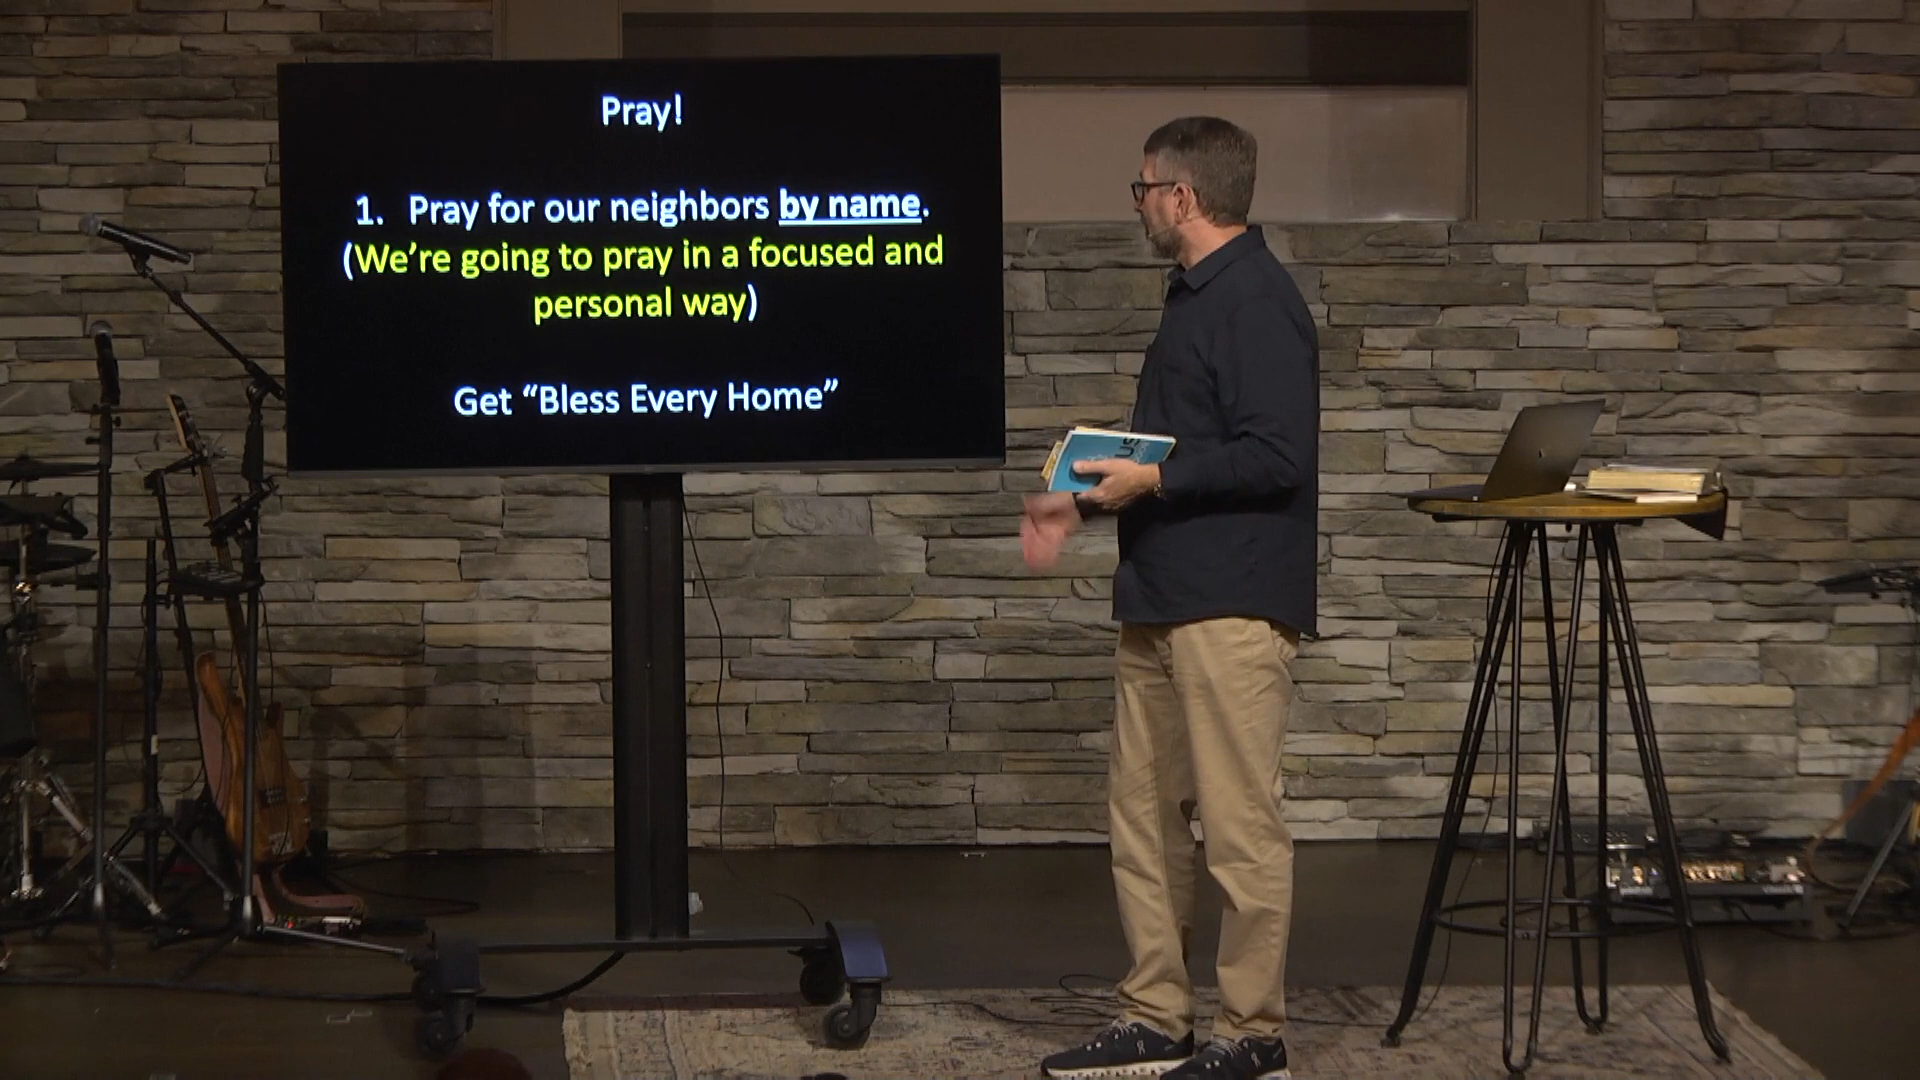 Pray!
1. Pray for our neighbors by name.
(We’re going to pray in a focused and
personal way)
Get “Bless Every Home”
US